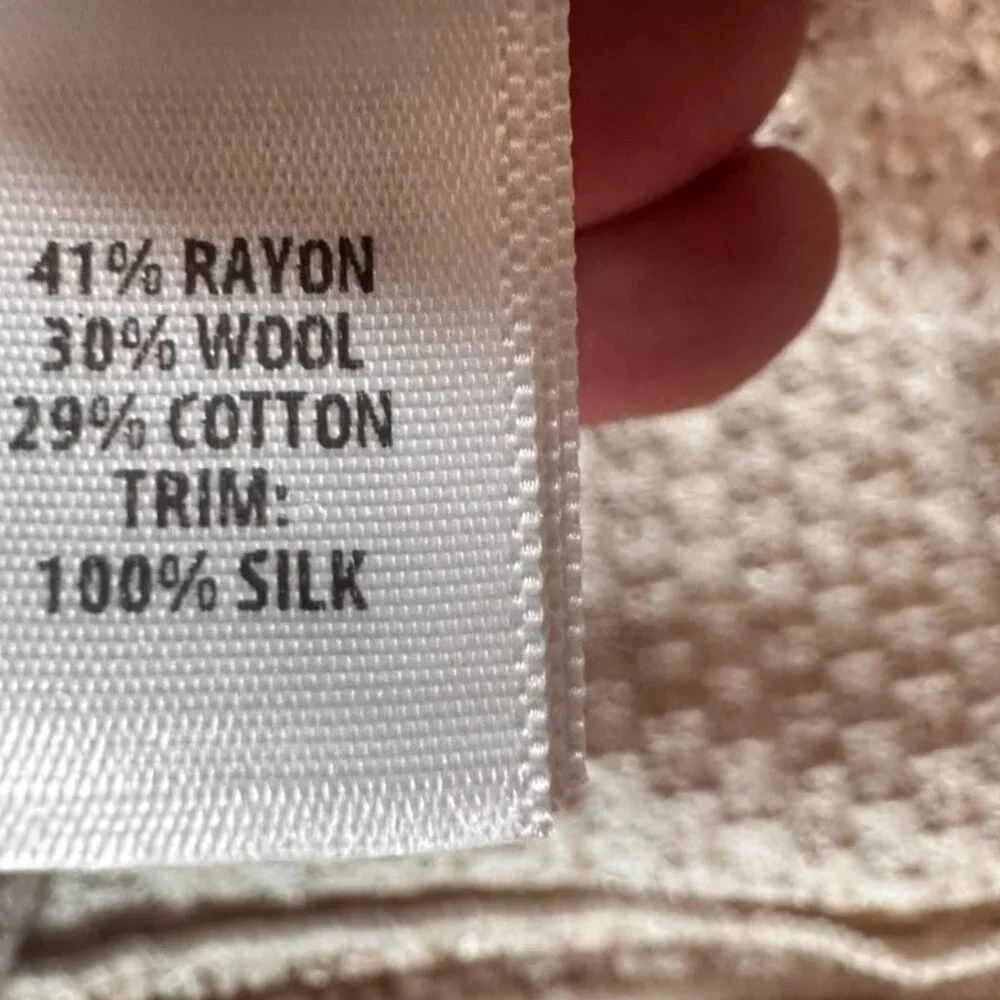 41% RAYON
30% WOOL
29% COTTON
TRIM:
100% SILK